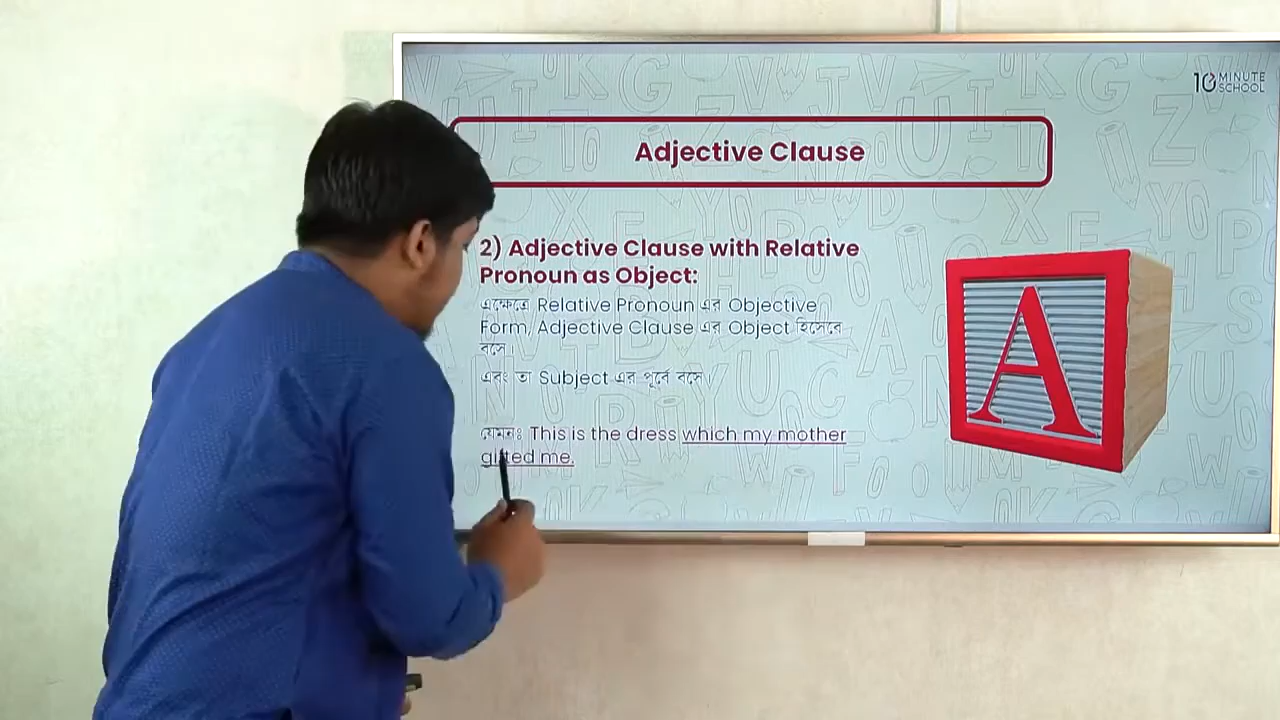 10 MINUTE SCHOOL
Adjective Clause
2) Adjective Clause with Relative
Pronoun as Object:
এক্ষেত্রে Relative Pronoun এর Objective
Form, Adjective Clause এর Object হিসেবে
বসে।
এবং তা Subject এর পূর্বে বসে।
যেমনঃ This is the dress which my mother
gifted me.
A